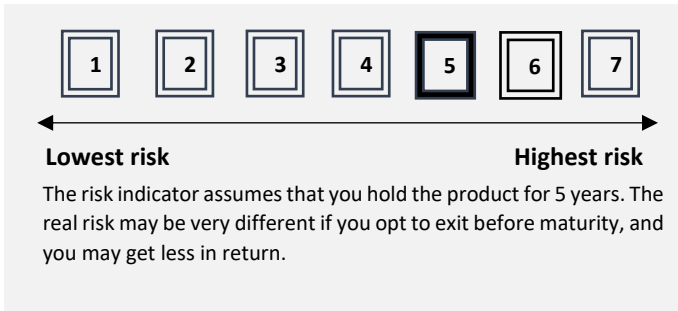 1 2 3 4 5 6 7
Lowest risk Highest risk
The risk indicator assumes that you hold the product for 5 years. The
real risk may be very different if you opt to exit before maturity, and
you may get less in return.